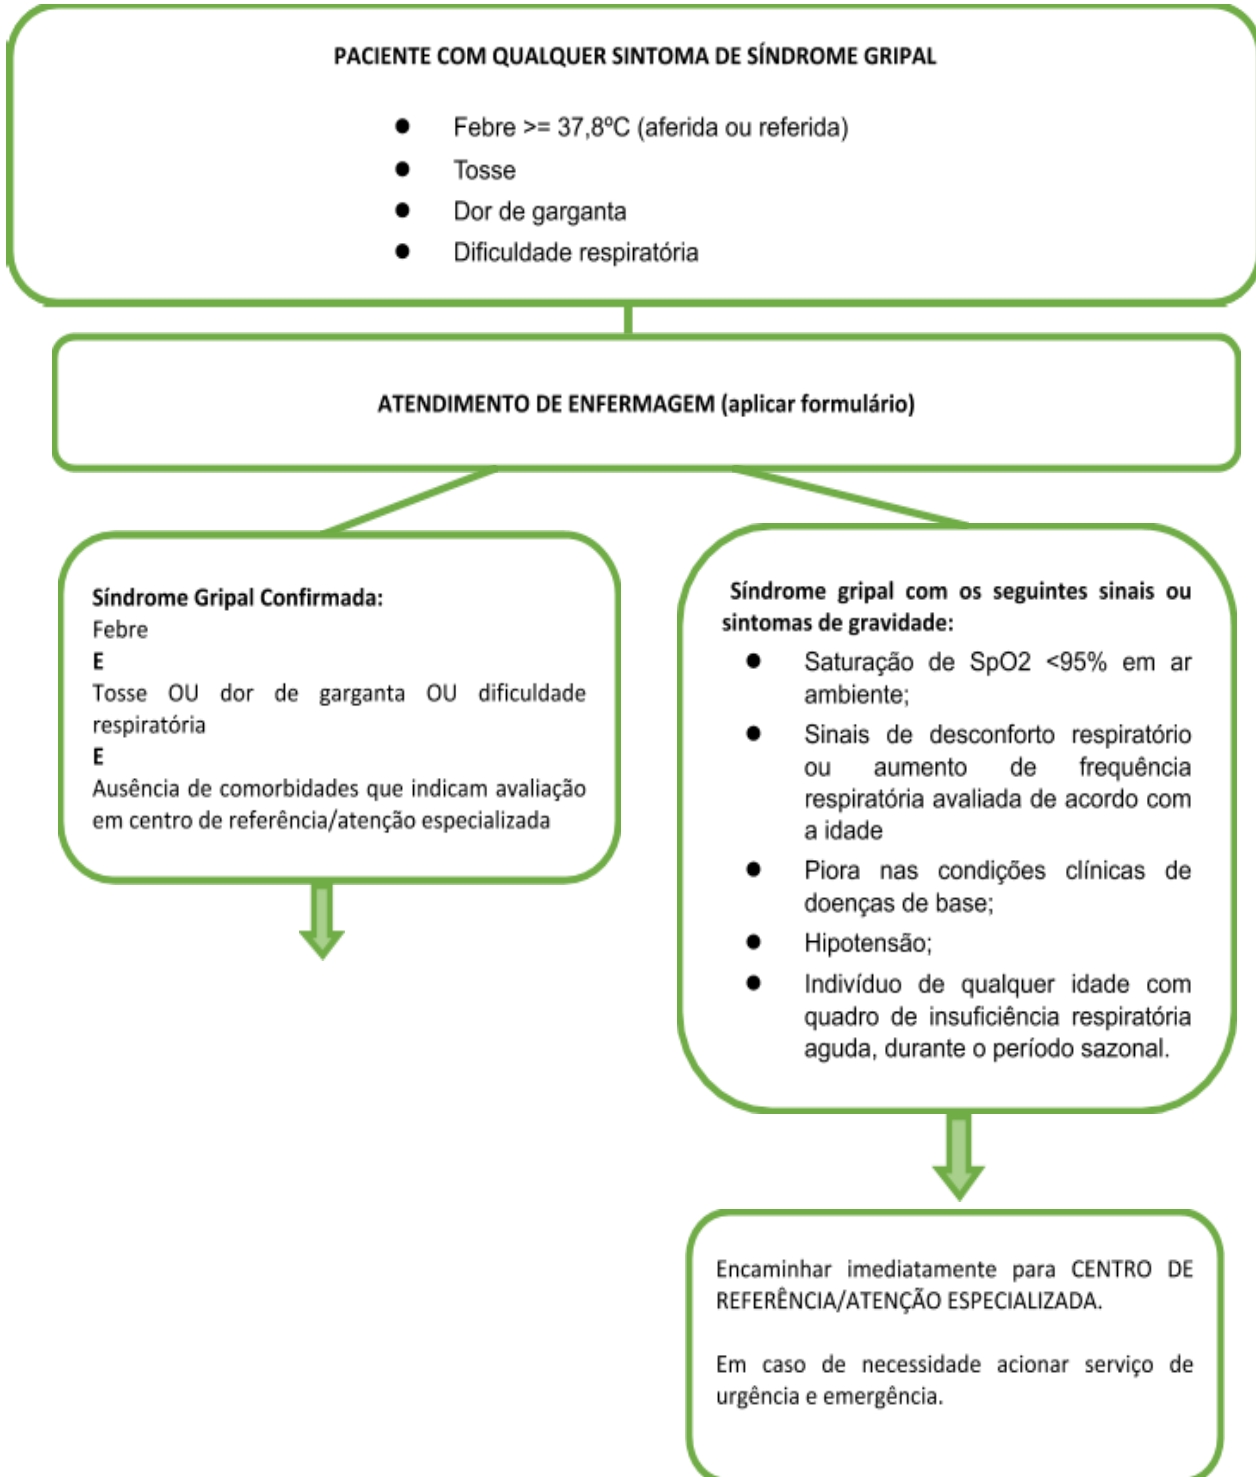 PACIENTE COM QUALQUER SINTOMA DE SÍNDROME GRIPAL
● Febre >= 37,8ºC (aferida ou referida)
● Tosse
● Dor de garganta
● Dificuldade respiratória
ATENDIMENTO DE ENFERMAGEM (aplicar formulário)
Síndrome Gripal Confirmada:
Febre
E
Tosse OU dor de garganta OU dificuldade
respiratória
E
Ausência de comorbidades que indicam avaliação
em centro de referência/atenção especializada
Síndrome gripal com os seguintes sinais ou
sintomas de gravidade:
● Saturação de SpO2 <95% em ar
ambiente;
● Sinais de desconforto respiratório
ou aumento de frequência
respiratória avaliada de acordo com
a idade
● Piora nas condições clínicas de
doenças de base;
● Hipotensão;
● Indivíduo de qualquer idade com
quadro de insuficiência respiratória
aguda, durante o período sazonal.
Encaminhar imediatamente para CENTRO DE
REFERÊNCIA/ATENÇÃO ESPECIALIZADA.
Em caso de necessidade acionar serviço de
urgência e emergência.